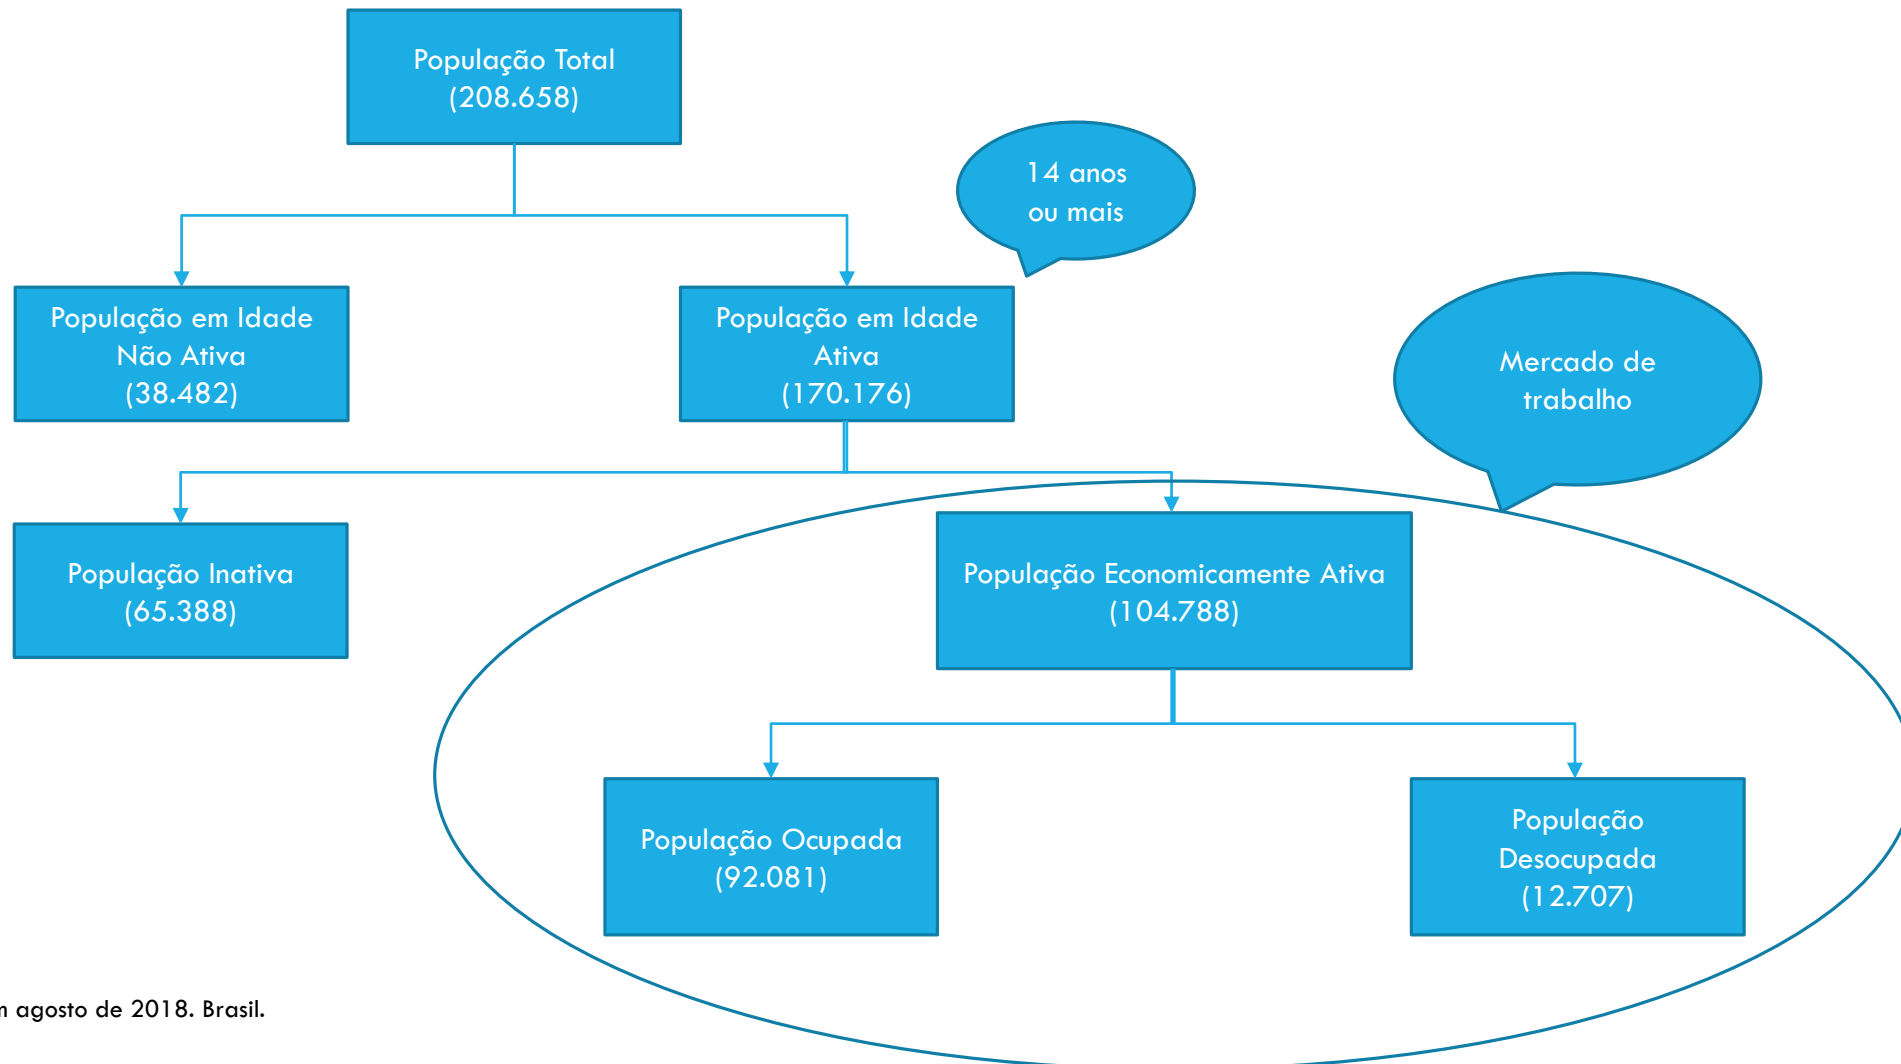 População Total
(208.658)
14 anos
ou mais
População em Idade
Não Ativa
(38.482)
População em Idade
Ativa
(170.176)
Mercado de
trabalho
População Inativa
(65.388)
População Economicamente Ativa
(104.788)
População Ocupada
(92.081)
População
Desocupada
(12.707)
agosto de 2018. Brasil.